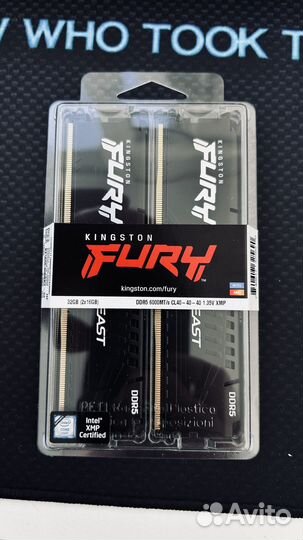 WHO TOOK T
KINGSTON
FURY
KINGSTON
FURY
KINGSTON
FURY
kingston.com/fury
32GB (2x16GB)
DDR5 6000MT/s CL40-40-40 1.35V XMP
EAST
EAST
DDR5
DDR5
Intel®
XMP
Certified
Avito